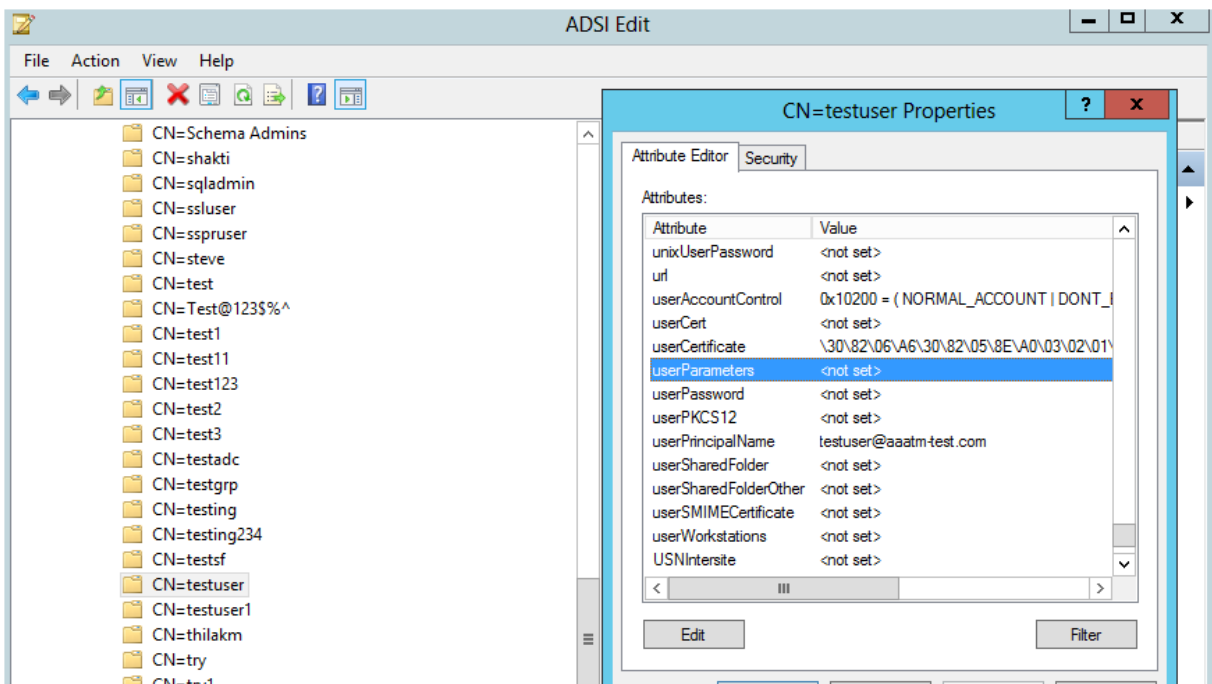 ADSI Edit
File Action View Help
CN=Schema Admins
CN=shakti
CN=sqladmin
CN=ssluser
CN=sspruser
CN=steve
CN=test
CN=Test@123$%^
CN=test1
CN=test11
CN=test123
CN=test2
CN=test3
CN=testadc
CN=testgrp
CN=testing
CN=testing234
CN=testsf
CN=testuser
CN=testuser1
CN=thilakm
CN=try
CN=try1
CN=testuser Properties
Attribute Editor Security
Attributes:
Attribute Value
unixUserPassword <not set>
url <not set>
userAccountControl 0x10200 = ( NORMAL_ACCOUNT | DONT_
userCert <not set>
userCertificate \30\82\06\A6\30\82\05\8E\A0\03\02\01\
userParameters <not set>
userPassword <not set>
userPKCS12 <not set>
userPrincipalName testuser@aaatm-test.com
userSharedFolder <not set>
userSharedFolderOther <not set>
userSMIMECertificate <not set>
userWorkstations <not set>
USNIntersite <not set>
Edit Filter